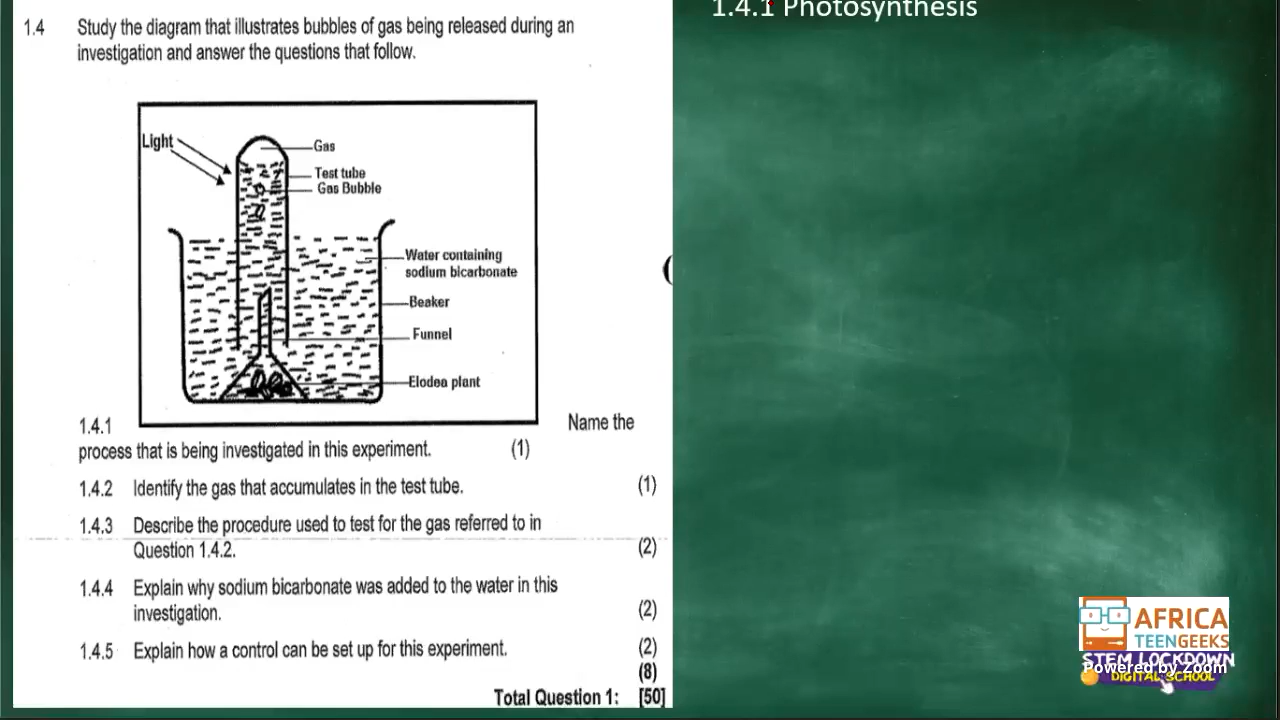 1.4 Study the diagram that illustrates bubbles of gas being released during an
investigation and answer the questions that follow.
Light
Gas
Test tube
Gas Bubble
Water containing
sodium bicarbonate
Beaker
Funnel
Elodea plant
1.4.1 Name the
process that is being investigated in this experiment. (1)
1.4.2 Identify the gas that accumulates in the test tube. (1)
1.4.3 Describe the procedure used to test for the gas referred to in
Question 1.4.2. (2)
1.4.4 Explain why sodium bicarbonate was added to the water in this
investigation. (2)
1.4.5 Explain how a control can be set up for this experiment. (2)
(8)
Total Question 1: [50]
1.4.1 Photosynthesis
AFRICA
TEENGEEKS
STEM LOCKDOWN
Powered by Zoom
DIGITAL SCHOOL